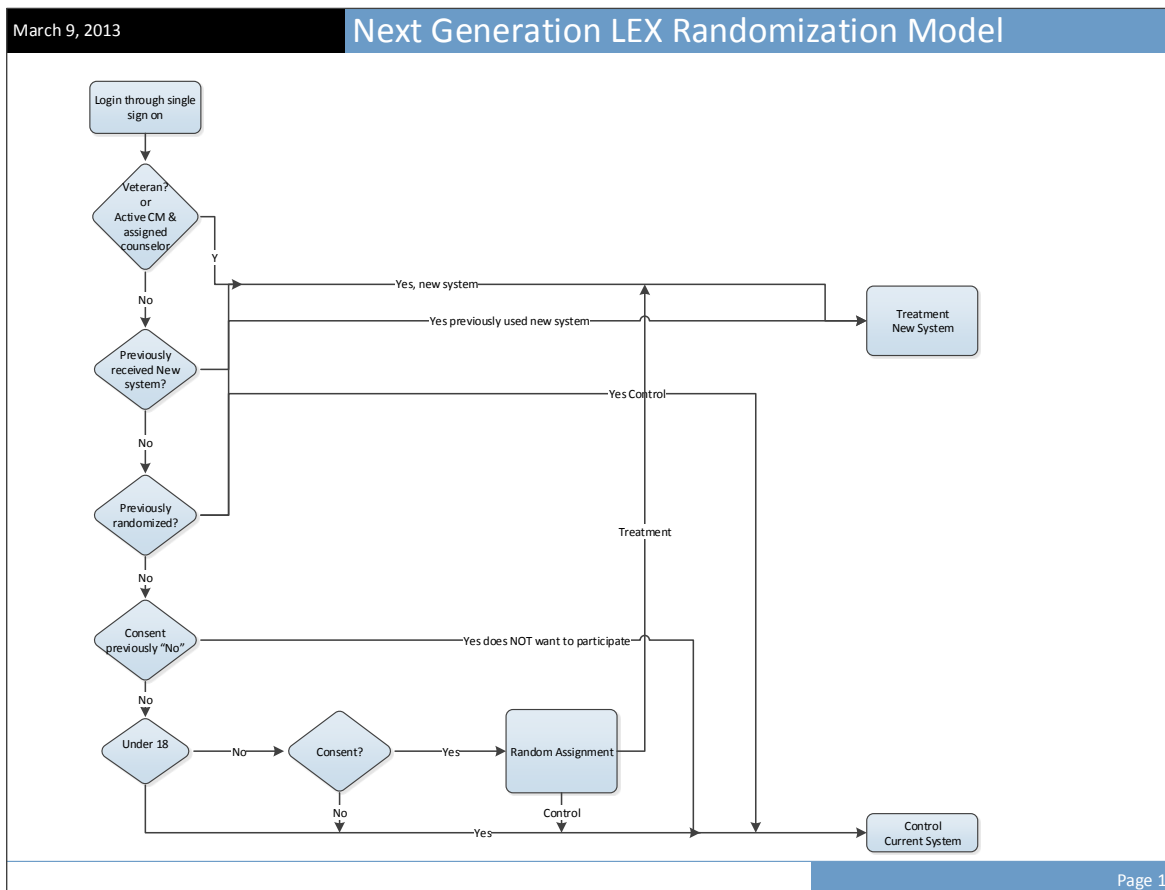 March 9, 2013
Next Generation LEX Randomization Model
Login through single
sign on
Veteran?
or
Active CM &
assigned
counselor
Y
No
Yes, new system
Treatment
New System
Yes previously used new system
Previously
received New
system?
Yes Control
No
Previously
randomized?
Treatment
No
Consent
previously “No”
Yes does NOT want to participate
No
Under 18
No
Consent?
Yes
Random Assignment
No
Control
Yes
Control
Current System
Page 1